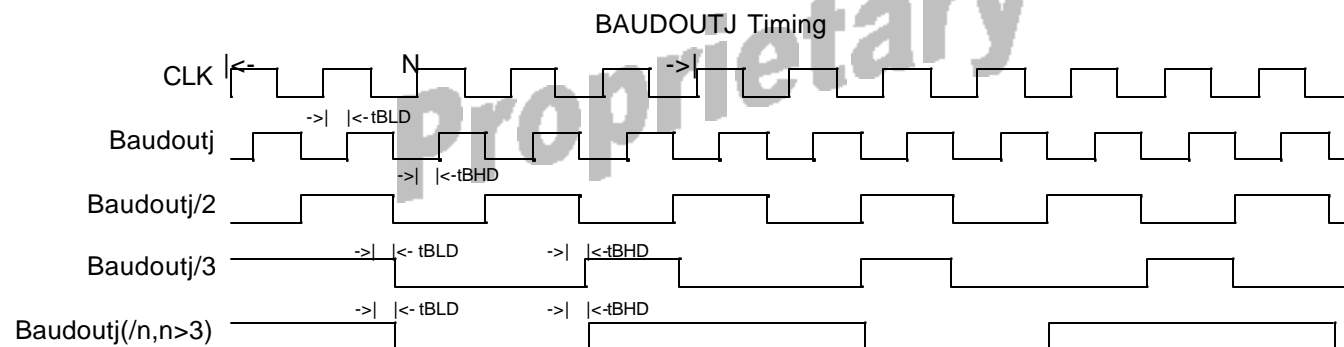 BAUDOUTJ Timing
Proprietary
CLK |<- N ->|
->| |<-tBLD
Baudoutj
->| |<-tBHD
Baudoutj/2
->| |<- tBLD ->| |<-tBHD
Baudoutj/3
->| |<- tBLD ->| |<-tBHD
Baudoutj(/n,n>3)